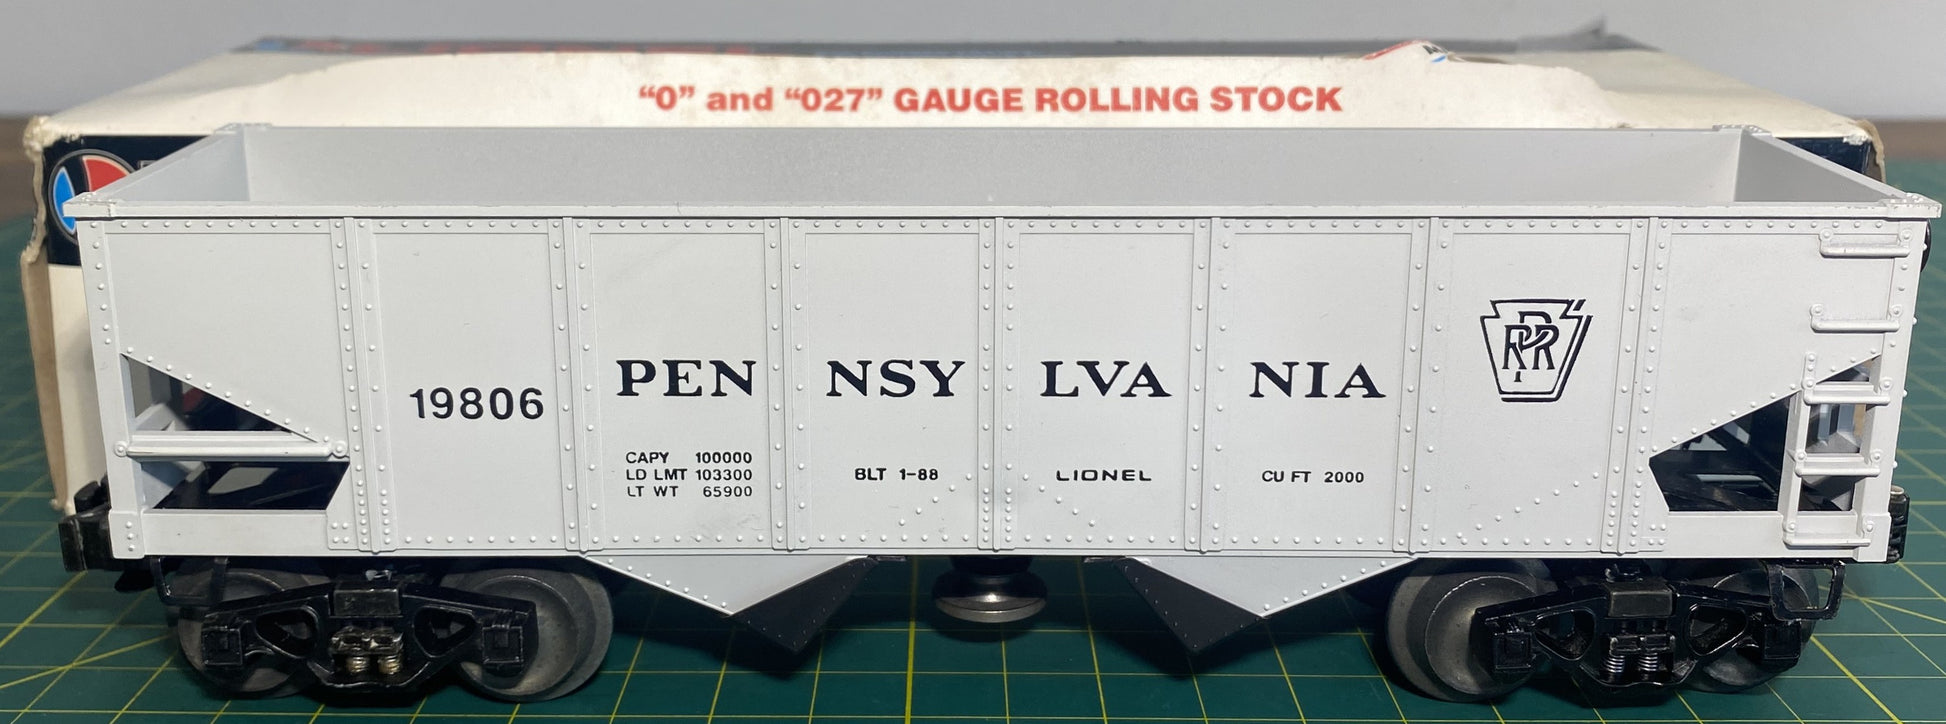 “0” and “027” GAUGE ROLLING STOCK
19806
PEN NSY LVA NIA
PRR
CAPY 100000
LD LMT 103300
LT WT 65900
BLT 1-88
LIONEL
CU FT 2000